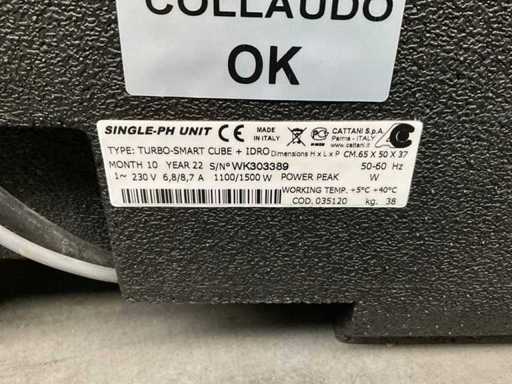 COLLAUDO
OK
SINGLE-PH UNIT CE MADE IN ITALY CATTANI S.p.A
Parma - ITALY
www.cattani.it
TYPE: TURBO-SMART CUBE + IDRO Dimensions H x L x P CM. 65 X 50 X 37
MONTH 10 YEAR 22 S/N° WK303389 50-60 Hz
1~ 230 V 6,8/8,7 A 1100/1500 W POWER PEAK W
WORKING TEMP. +5°C +40°C
COD. 035120 kg. 38